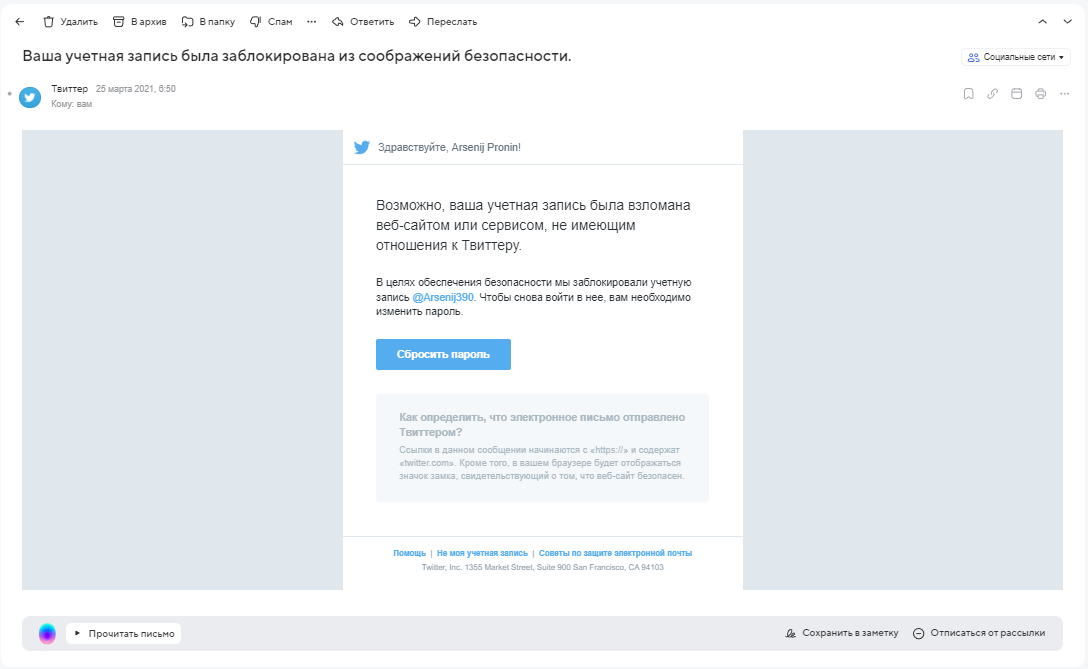 Удалить В архив В папку Спам ··· Ответить Переслать
Ваша учетная запись была заблокирована из соображений безопасности.
Социальные сети
Твиттер 25 марта 2021, 6:50
Кому: вам
Здравствуйте, Arsenij Pronin!
Возможно, ваша учетная запись была взломана
веб-сайтом или сервисом, не имеющим
отношения к Твиттеру.
В целях обеспечения безопасности мы заблокировали учетную
запись @Arsenij390. Чтобы снова войти в нее, вам необходимо
изменить пароль.
Сбросить пароль
Как определить, что электронное письмо отправлено
Твиттером?
Ссылки в данном сообщении начинаются с «https://» и содержат
«twitter.com». Кроме того, в вашем браузере будет отображаться
значок замка, свидетельствующий о том, что веб-сайт безопасен.
Помощь | Не моя учетная запись | Советы по защите электронной почты
Twitter, Inc. 1355 Market Street, Suite 900 San Francisco, CA 94103
Прочитать письмо Сохранить в заметку Отписаться от рассылки